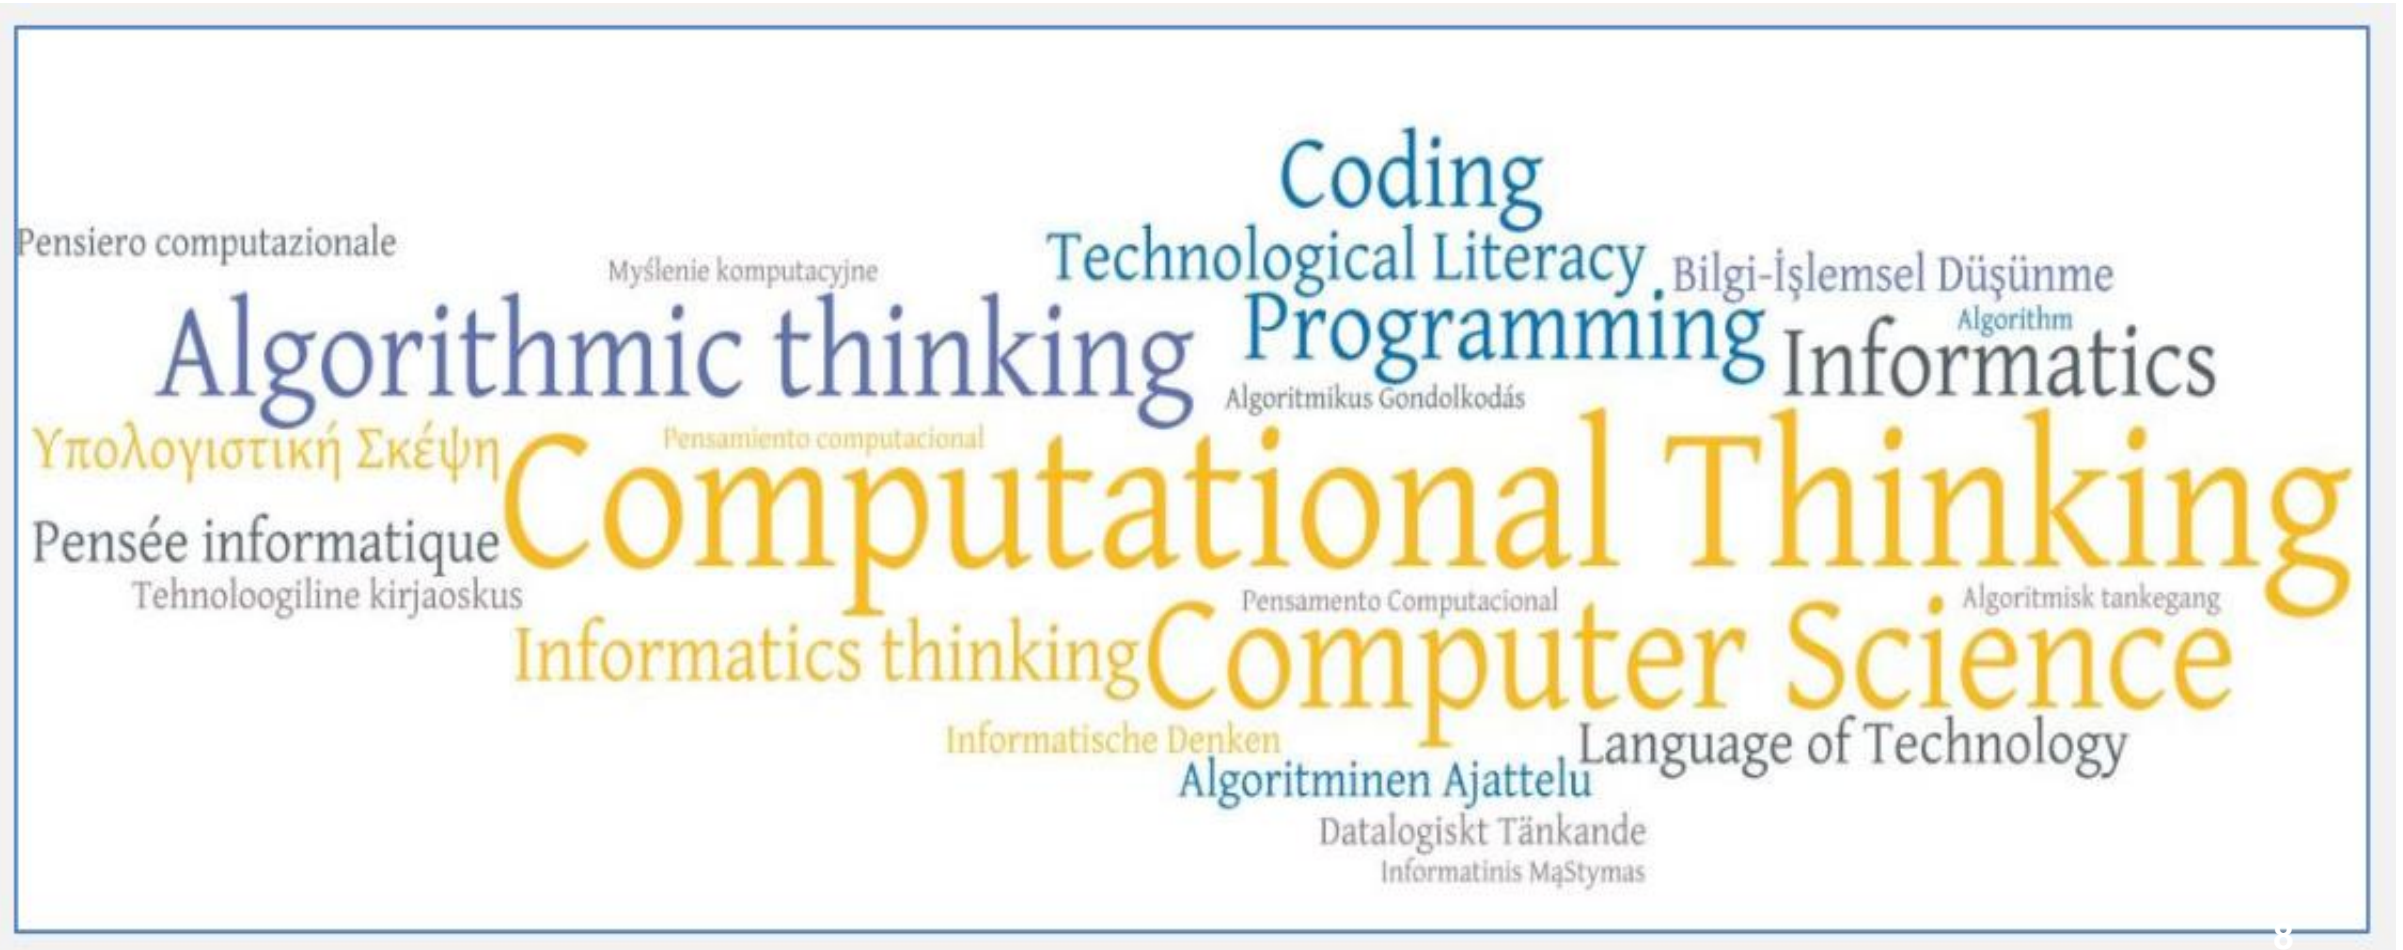 Coding
Pensiero computazionale
Technological Literacy
Myślenie komputacyjne
Bilgi-İşlemsel Düşünme
Algorithmic thinking
Programming
Algorithm
Informatics
Algoritmikus Gondolkodás
Υπολογιστική Σκέψη
Pensamiento computacional
Computational Thinking
Pensée informatique
Tehnoloogiline kirjaoskus
Pensamento Computacional
Algoritmisk tankegang
Informatics thinking
Computer Science
Informatische Denken
Language of Technology
Algoritminen Ajattelu
Datalogiskt Tänkande
Informatinis MąStymas
8